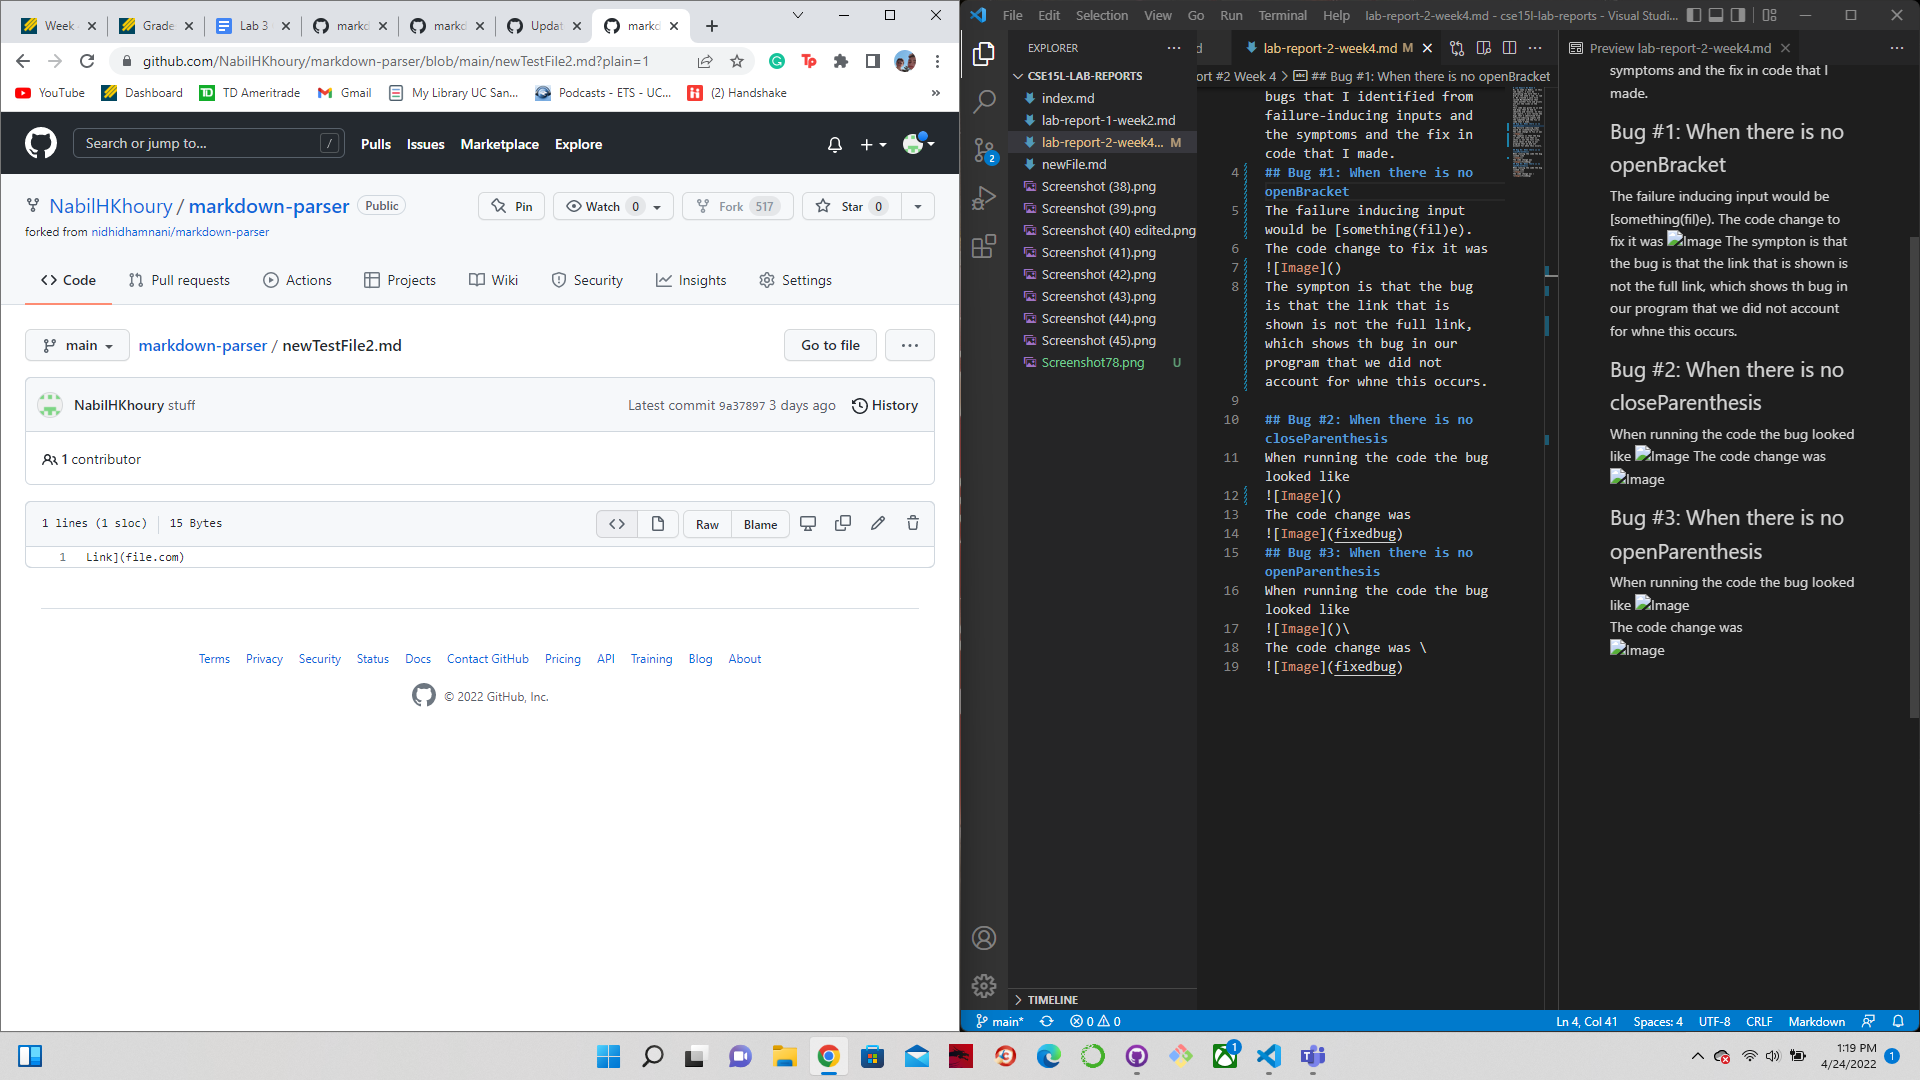 Week
Grade
Lab 3
markd
markd
Updat
markd
github.com/NabilHKhoury/markdown-parser/blob/main/newTestFile2.md?plain=1
YouTube
Dashboard
TD Ameritrade
Gmail
My Library UC San...
Podcasts - ETS - UC...
(2) Handshake
»
Search or jump to...
/
Pulls
Issues
Marketplace
Explore
NabilHKhoury / markdown-parser
Public
Pin
Watch 0
Fork 517
Star 0
forked from nidhidhamnani/markdown-parser
Code
Pull requests
Actions
Projects
Wiki
Security
Insights
Settings
main
markdown-parser / newTestFile2.md
Go to file
...
NabilHKhoury stuff
Latest commit 9a37897 3 days ago
History
1 contributor
1 lines (1 sloc)
15 Bytes
<>
Raw
Blame
1 Link](file.com)
Terms
Privacy
Security
Status
Docs
Contact GitHub
Pricing
API
Training
Blog
About
© 2022 GitHub, Inc.
File
Edit
Selection
View
Go
Run
Terminal
Help
lab-report-2-week4.md - cse15l-lab-reports - Visual Studi...
EXPLORER
CSE15L-LAB-REPORTS
index.md
lab-report-1-week2.md
lab-report-2-week4... M
newFile.md
Screenshot (38).png
Screenshot (39).png
Screenshot (40) edited.png
Screenshot (41).png
Screenshot (42).png
Screenshot (43).png
Screenshot (44).png
Screenshot (45).png
Screenshot78.png U
TIMELINE
2
d
lab-report-2-week4.md M
ort #2 Week 4 > ## Bug #1: When there is no openBracket
bugs that I identified from
failure-inducing inputs and
the symptoms and the fix in
code that I made.
4 ## Bug #1: When there is no
openBracket
5 The failure inducing input
would be [something(fil)e).
6 The code change to fix it was
7 ![Image]()
8 The sympton is that the bug
is that the link that is
shown is not the full link,
which shows th bug in our
program that we did not
account for whne this occurs.
9
10 ## Bug #2: When there is no
closeParenthesis
11 When running the code the bug
looked like
12 ![Image]()
13 The code change was
14 ![Image](fixedbug)
15 ## Bug #3: When there is no
openParenthesis
16 When running the code the bug
looked like
17 ![Image]()\
18 The code change was \
19 ![Image](fixedbug)
Preview lab-report-2-week4.md
symptoms and the fix in code that I
made.
Bug #1: When there is no
openBracket
The failure inducing input would be
[something(fil)e). The code change to
fix it was Image The sympton is that
the bug is that the link that is shown is
not the full link, which shows th bug in
our program that we did not account
for whne this occurs.
Bug #2: When there is no
closeParenthesis
When running the code the bug looked
like Image The code change was
Image
Bug #3: When there is no
openParenthesis
When running the code the bug looked
like Image
The code change was
Image
main*
0
0
Ln 4, Col 41
Spaces: 4
UTF-8
CRLF
Markdown
1
1:19 PM
4/24/2022
1